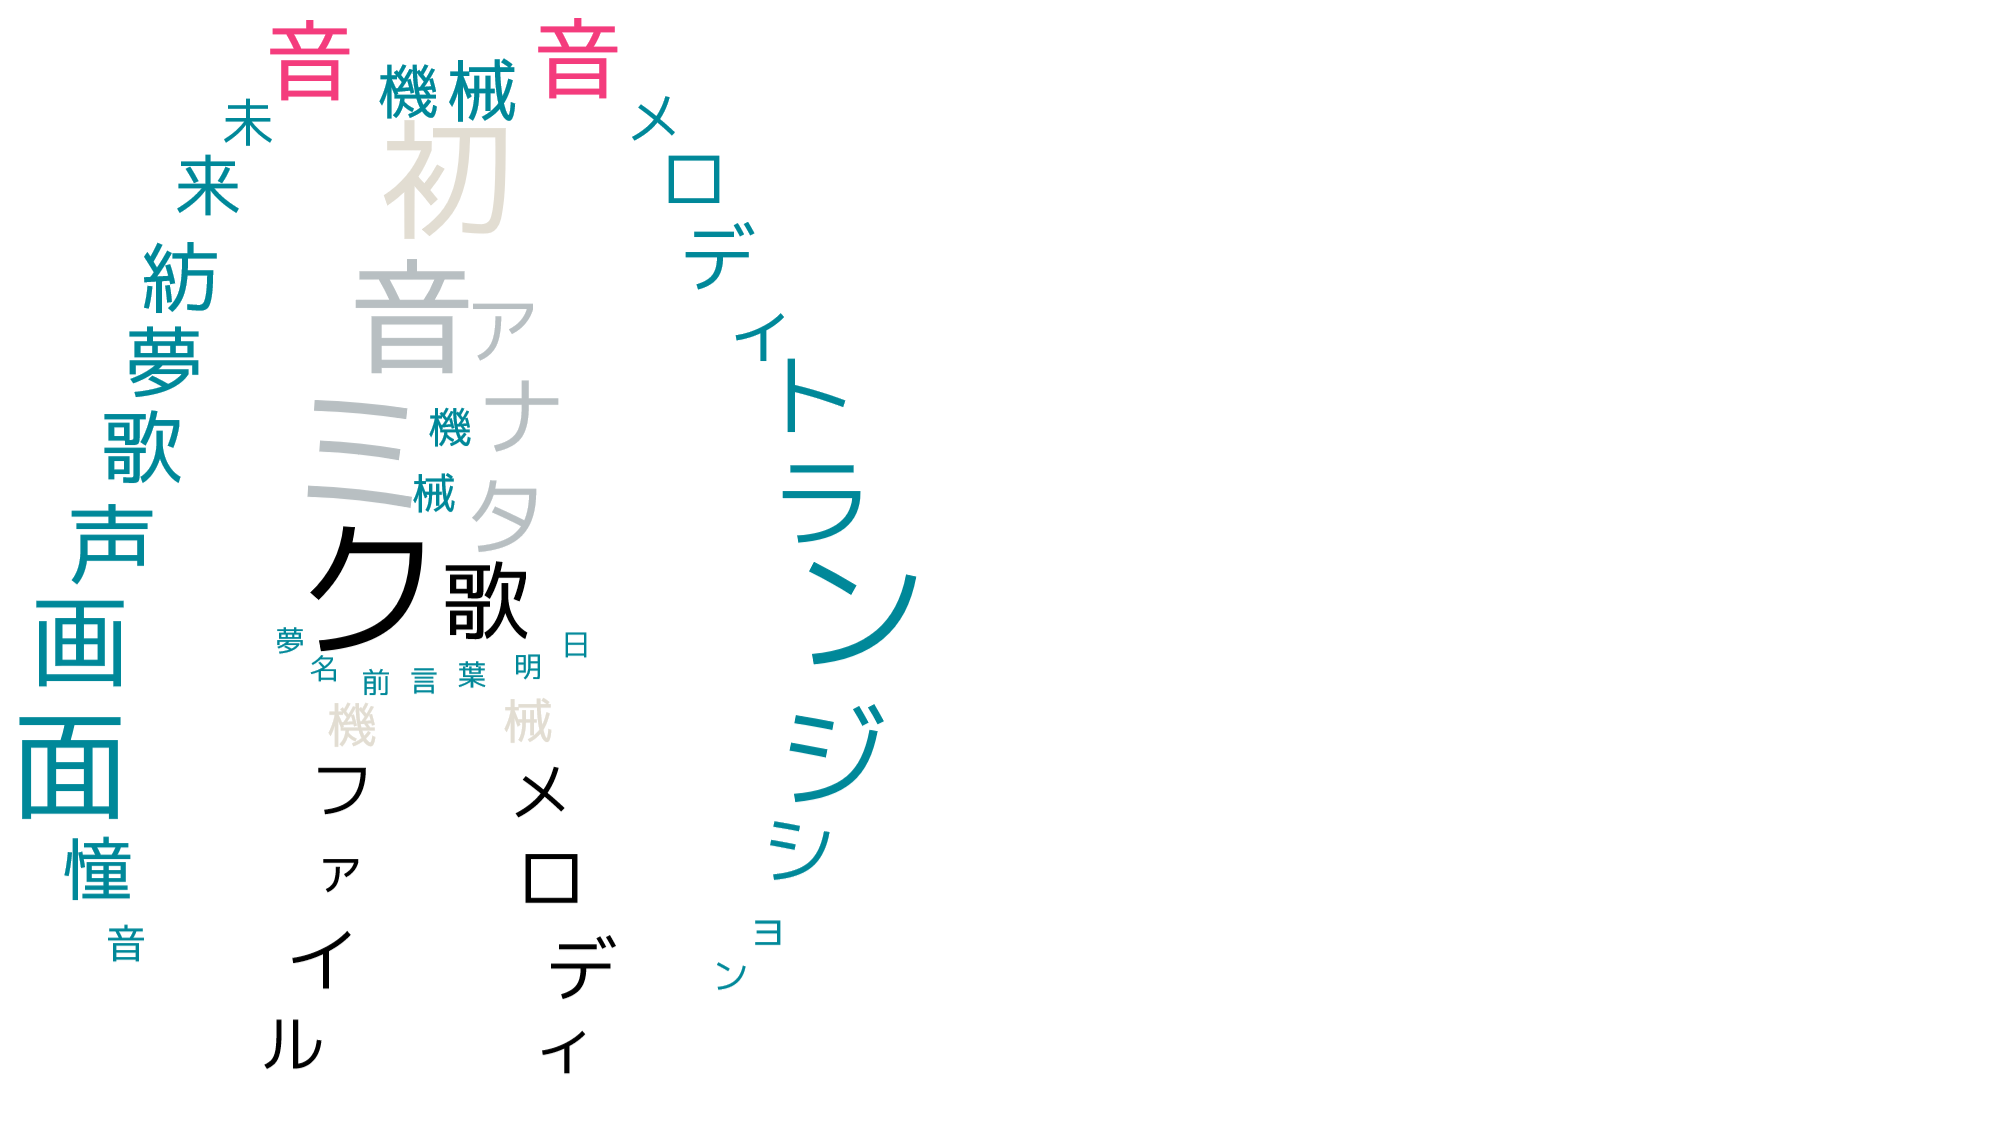 音
音
機械
未来紡夢歌声画面憧音
初音ミク
アナタ
機械
歌
夢名前言葉明日
機械
ファイル
メロディ
メロディ
トランジション